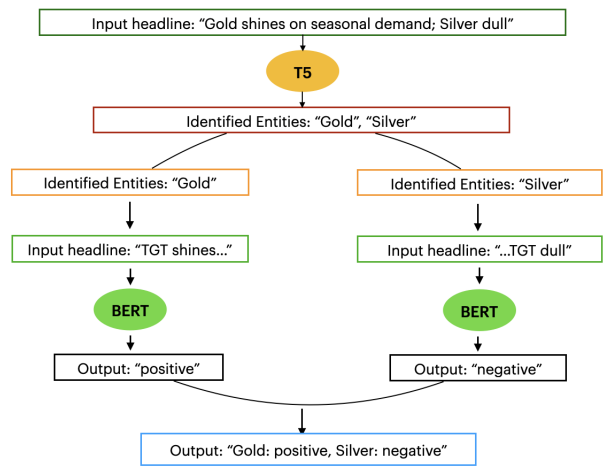 Input headline: “Gold shines on seasonal demand; Silver dull”
T5
Identified Entities: “Gold”, “Silver”
Identified Entities: “Gold”
Identified Entities: “Silver”
Input headline: “TGT shines...”
Input headline: “...TGT dull”
BERT
BERT
Output: “positive”
Output: “negative”
Output: “Gold: positive, Silver: negative”